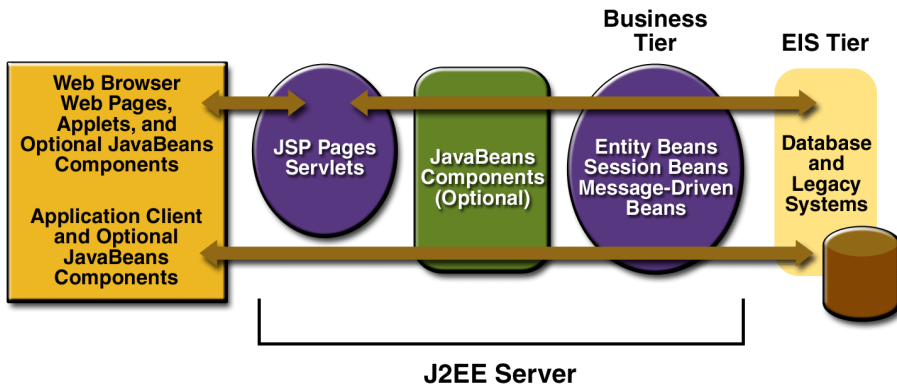 Business
Tier
EIS Tier
Web Browser
Web Pages,
Applets, and
Optional JavaBeans
Components
Application Client
and Optional
JavaBeans
Components
JSP Pages
Servlets
JavaBeans
Components
(Optional)
Entity Beans
Session Beans
Message-Driven
Beans
Database
and
Legacy
Systems
J2EE Server